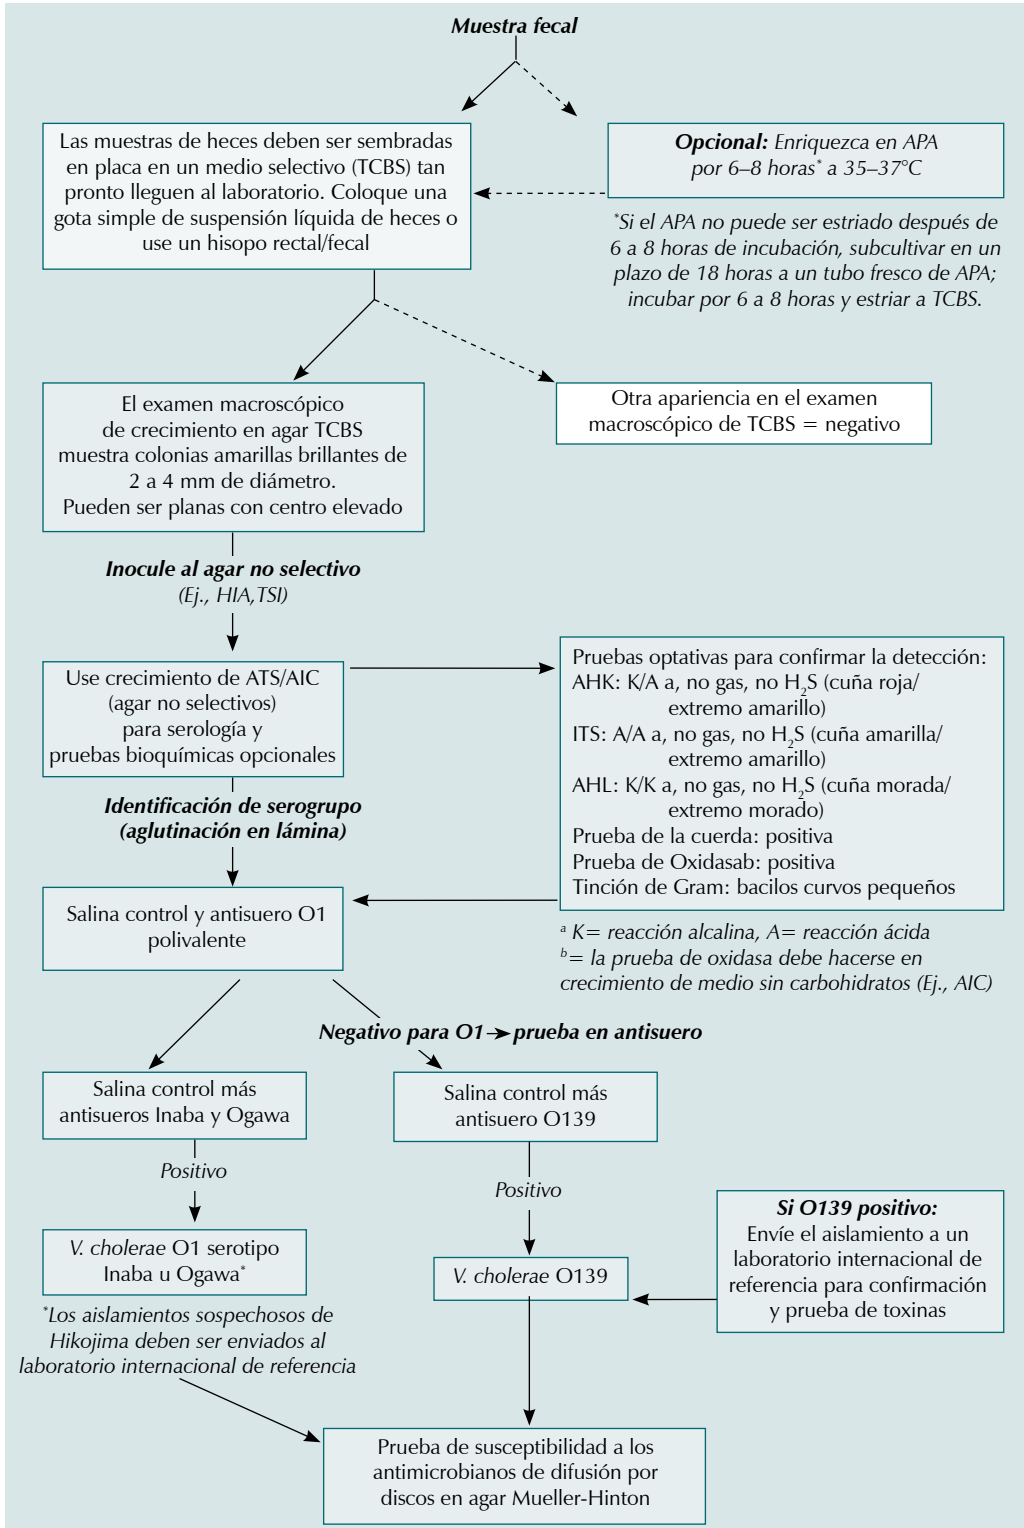 Muestra fecal
Las muestras de heces deben ser sembradas
en placa en un medio selectivo (TCBS) tan
pronto lleguen al laboratorio. Coloque una
gota simple de suspensión líquida de heces o
use un hisopo rectal/fecal
Opcional: Enriquezca en APA
por 6–8 horas* a 35–37°C
*Si el APA no puede ser estriado después de
6 a 8 horas de incubación, subcultivar en un
plazo de 18 horas a un tubo fresco de APA;
incubar por 6 a 8 horas y estriar a TCBS.
El examen macroscópico
de crecimiento en agar TCBS
muestra colonias amarillas brillantes de
2 a 4 mm de diámetro.
Pueden ser planas con centro elevado
Otra apariencia en el examen
macroscópico de TCBS = negativo
Inocule al agar no selectivo
(Ej., HIA,TSI)
Use crecimiento de ATS/AIC
(agar no selectivos)
para serología y
pruebas bioquímicas opcionales
Pruebas optativas para confirmar la detección:
AHK: K/A a, no gas, no H2S (cuña roja/
extremo amarillo)
ITS: A/A a, no gas, no H2S (cuña amarilla/
extremo amarillo)
AHL: K/K a, no gas, no H2S (cuña morada/
extremo morado)
Prueba de la cuerda: positiva
Prueba de Oxidasab: positiva
Tinción de Gram: bacilos curvos pequeños
a K= reacción alcalina, A= reacción ácida
b= la prueba de oxidasa debe hacerse en
crecimiento de medio sin carbohidratos (Ej., AIC)
Identificación de serogrupo
(aglutinación en lámina)
Salina control y antisuero O1
polivalente
Negativo para O1→prueba en antisuero
Salina control más
antisueros Inaba y Ogawa
Salina control más
antisuero O139
Positivo
Positivo
V. cholerae O1 serotipo
Inaba u Ogawa*
V. cholerae O139
Si O139 positivo:
Envíe el aislamiento a un
laboratorio internacional de
referencia para confirmación
y prueba de toxinas
*Los aislamientos sospechosos de
Hikojima deben ser enviados al
laboratorio internacional de referencia
Prueba de susceptibilidad a los
antimicrobianos de difusión por
discos en agar Mueller-Hinton